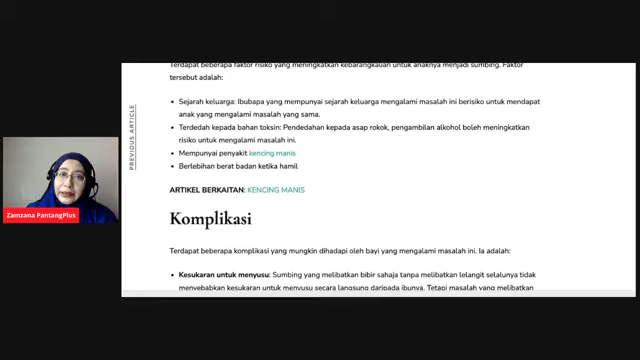 Terdapat beberapa faktor risiko yang meningkatkan kebarangkalian untuk anaknya menjadi sumbing. Faktor
tersebut adalah:
PREVIOUS ARTICLE
• Sejarah keluarga: Ibubapa yang mempunyai sejarah keluarga mengalami masalah ini berisiko untuk mendapat
anak yang mengalami masalah yang sama.
• Terdedah kepada bahan toksin: Pendedahan kepada asap rokok, pengambilan alkohol boleh meningkatkan
risiko untuk mengalami masalah ini.
• Mempunyai penyakit kencing manis
• Berlebihan berat badan ketika hamil
ARTIKEL BERKAITAN: KENCING MANIS
Zamzana PantangPlus
Komplikasi
Terdapat beberapa komplikasi yang mungkin dihadapi oleh bayi yang mengalami masalah ini. Ia adalah:
• Kesukaran untuk menyusu: Sumbing yang melibatkan bibir sahaja tanpa melibatkan lelangit selalunya tidak
menyebabkan kesukaran untuk menyusu secara langsung daripada ibunya. Tetapi masalah yang melibatkan